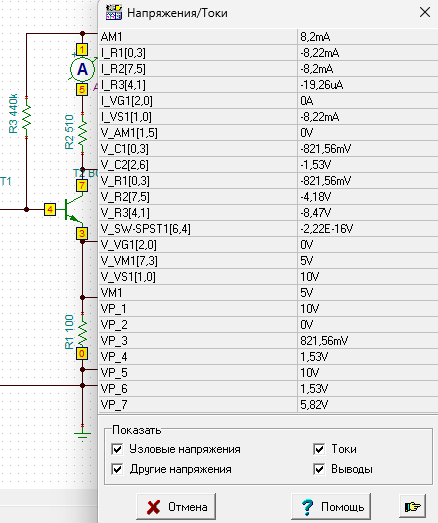 Напряжения/Токи
AM1 8,2mA
I_R1[0,3] -8,22mA
I_R2[7,5] -8,2mA
I_R3[4,1] -19,26uA
I_VG1[2,0] 0A
I_VS1[1,0] -8,22mA
V_AM1[1,5] 0V
V_C1[0,3] -821,56mV
V_C2[2,6] -1,53V
V_R1[0,3] -821,56mV
V_R2[7,5] -4,18V
V_R3[4,1] -8,47V
V_SW-SPST1[6,4] -2,22E-16V
V_VG1[2,0] 0V
V_VM1[7,3] 5V
V_VS1[1,0] 10V
VM1 5V
VP_1 10V
VP_2 0V
VP_3 821,56mV
VP_4 1,53V
VP_5 10V
VP_6 1,53V
VP_7 5,82V
Показать
Узловые напряжения Токи
Другие напряжения Выводы
Отмена ? Помощь
1
+
A A
5
R3 440k
R2 510
T1
7
4
3
R1 100
0